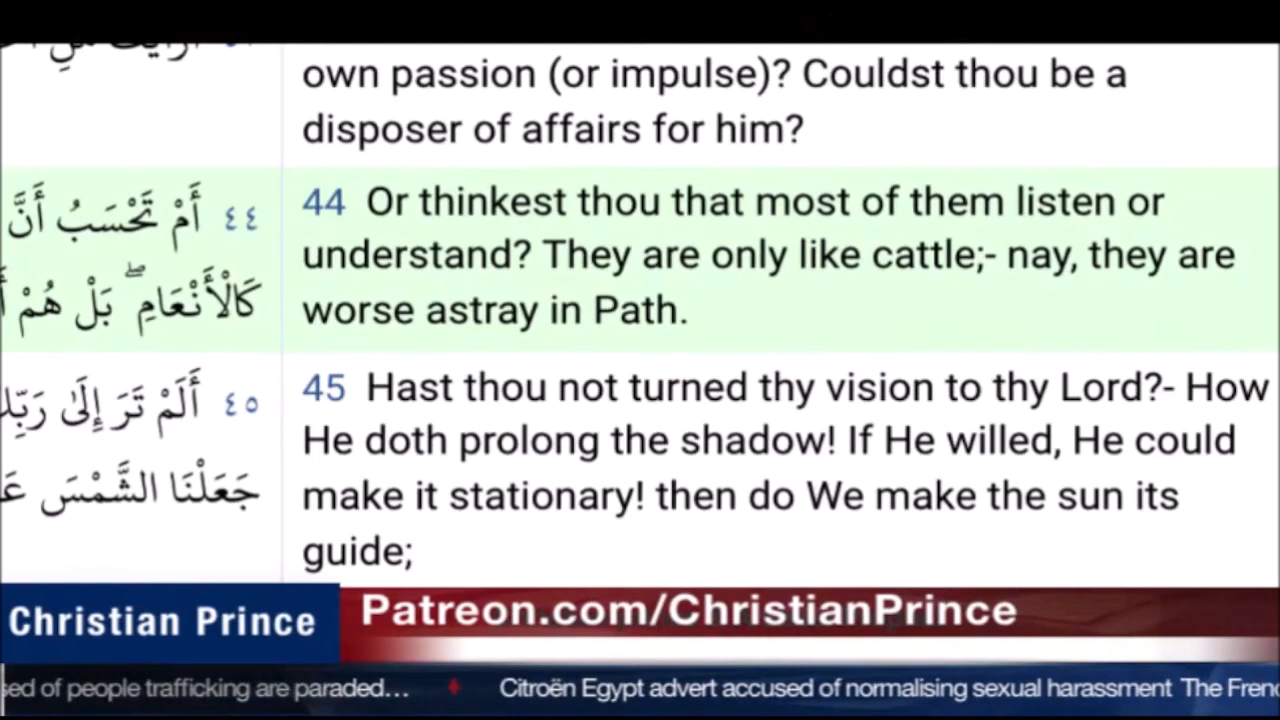 own passion (or impulse)? Couldst thou be a
disposer of affairs for him?
٤٤ أَمْ تَحْسَبُ أَنَّ
كَالْأَنْعَامِ ۖ بَلْ هُمْ
44 Or thinkest thou that most of them listen or
understand? They are only like cattle;- nay, they are
worse astray in Path.
٤٥ أَلَمْ تَرَ إِلَىٰ رَبِّكَ
جَعَلْنَا الشَّمْسَ
45 Hast thou not turned thy vision to thy Lord?- How
He doth prolong the shadow! If He willed, He could
make it stationary! then do We make the sun its
guide;
Christian Prince
Patreon.com/ChristianPrince
sed of people trafficking are paraded... Citroën Egypt advert accused of normalising sexual harassment The Fren